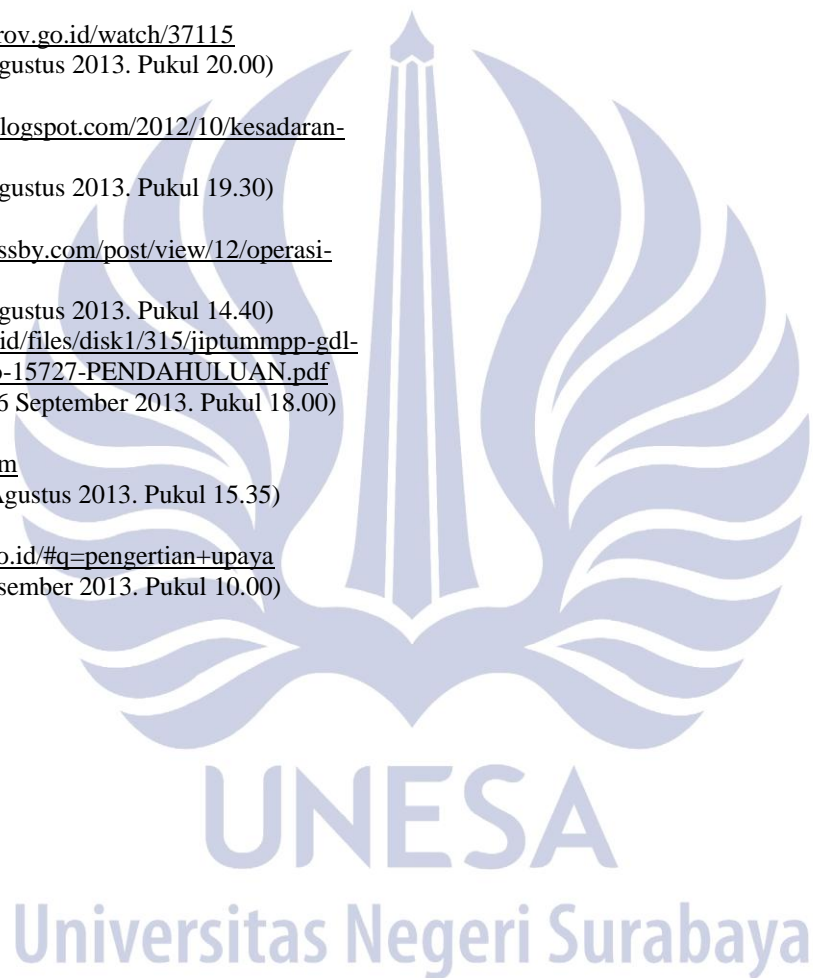 rov.go.id/watch/37115
gustus 2013. Pukul 20.00)
logspot.com/2012/10/kesadaran-
gustus 2013. Pukul 19.30)
ssby.com/post/view/12/operasi-
gustus 2013. Pukul 14.40)
id/files/disk1/315/jiptummpp-gdl-
-15727-PENDAHULUAN.pdf
6 September 2013. Pukul 18.00)
m
Agustus 2013. Pukul 15.35)
o.id/#q=pengertian+upaya
sember 2013. Pukul 10.00)
UNESA
Universitas Negeri Surabaya